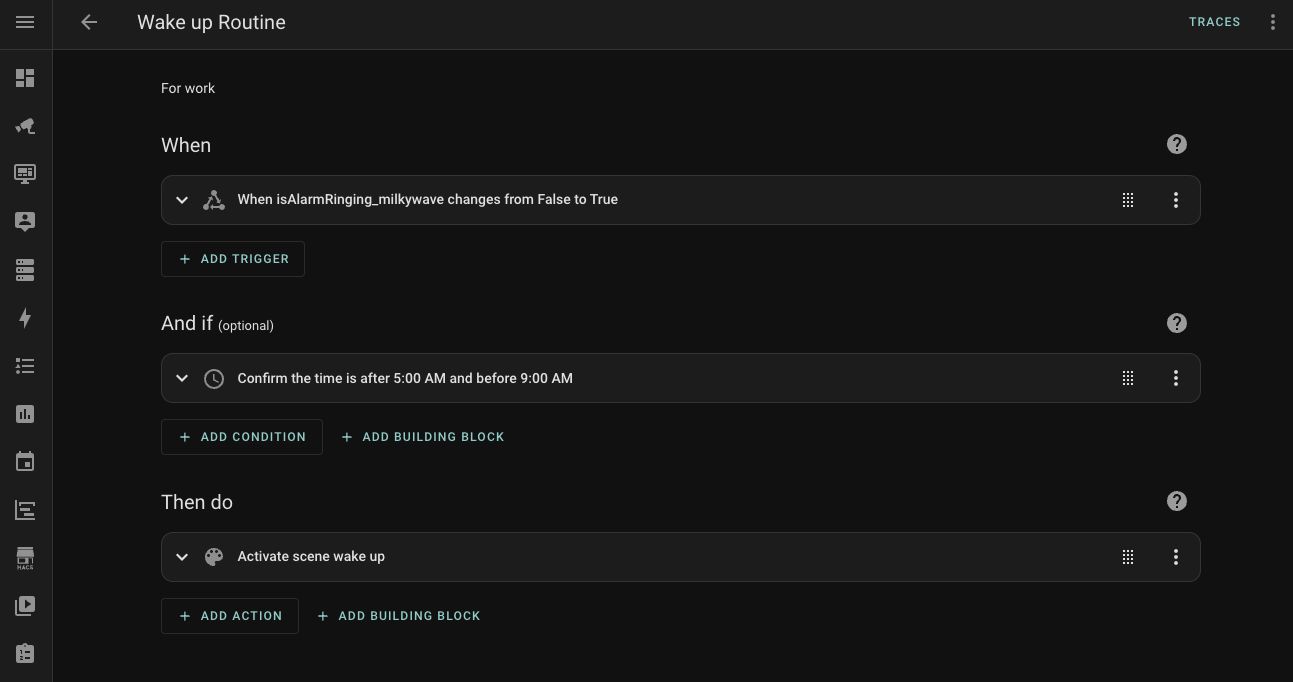 Wake up Routine
TRACES
For work
When
When isAlarmRinging_milkywave changes from False to True
+ ADD TRIGGER
And if (optional)
Confirm the time is after 5:00 AM and before 9:00 AM
+ ADD CONDITION
+ ADD BUILDING BLOCK
Then do
HACS
Activate scene wake up
+ ADD ACTION
+ ADD BUILDING BLOCK